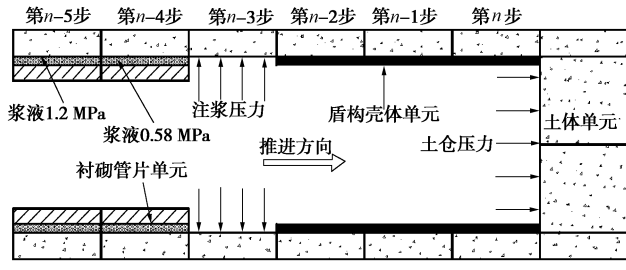 第n-5步 第n-4步 第n-3步 第n-2步 第n-1步 第n步
浆液1.2 MPa
注浆压力
盾构壳体单元
土体单元
浆液0.58 MPa
推进方向
土仓压力
衬砌管片单元